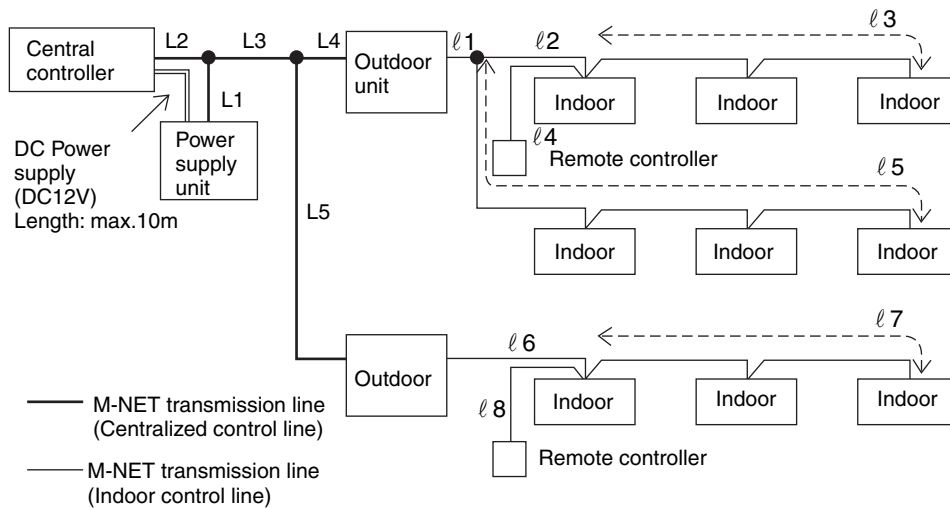 Central
controller
L2
L3
L4
L1
Power
supply
unit
DC Power
supply
(DC12V)
Length: max.10m
L5
Outdoor
unit
ℓ1
ℓ2
ℓ3
Indoor
Indoor
Indoor
ℓ4
Remote controller
ℓ5
Indoor
Indoor
Indoor
Outdoor
ℓ6
ℓ7
Indoor
Indoor
Indoor
ℓ8
Remote controller
M-NET transmission line
(Centralized control line)
M-NET transmission line
(Indoor control line)